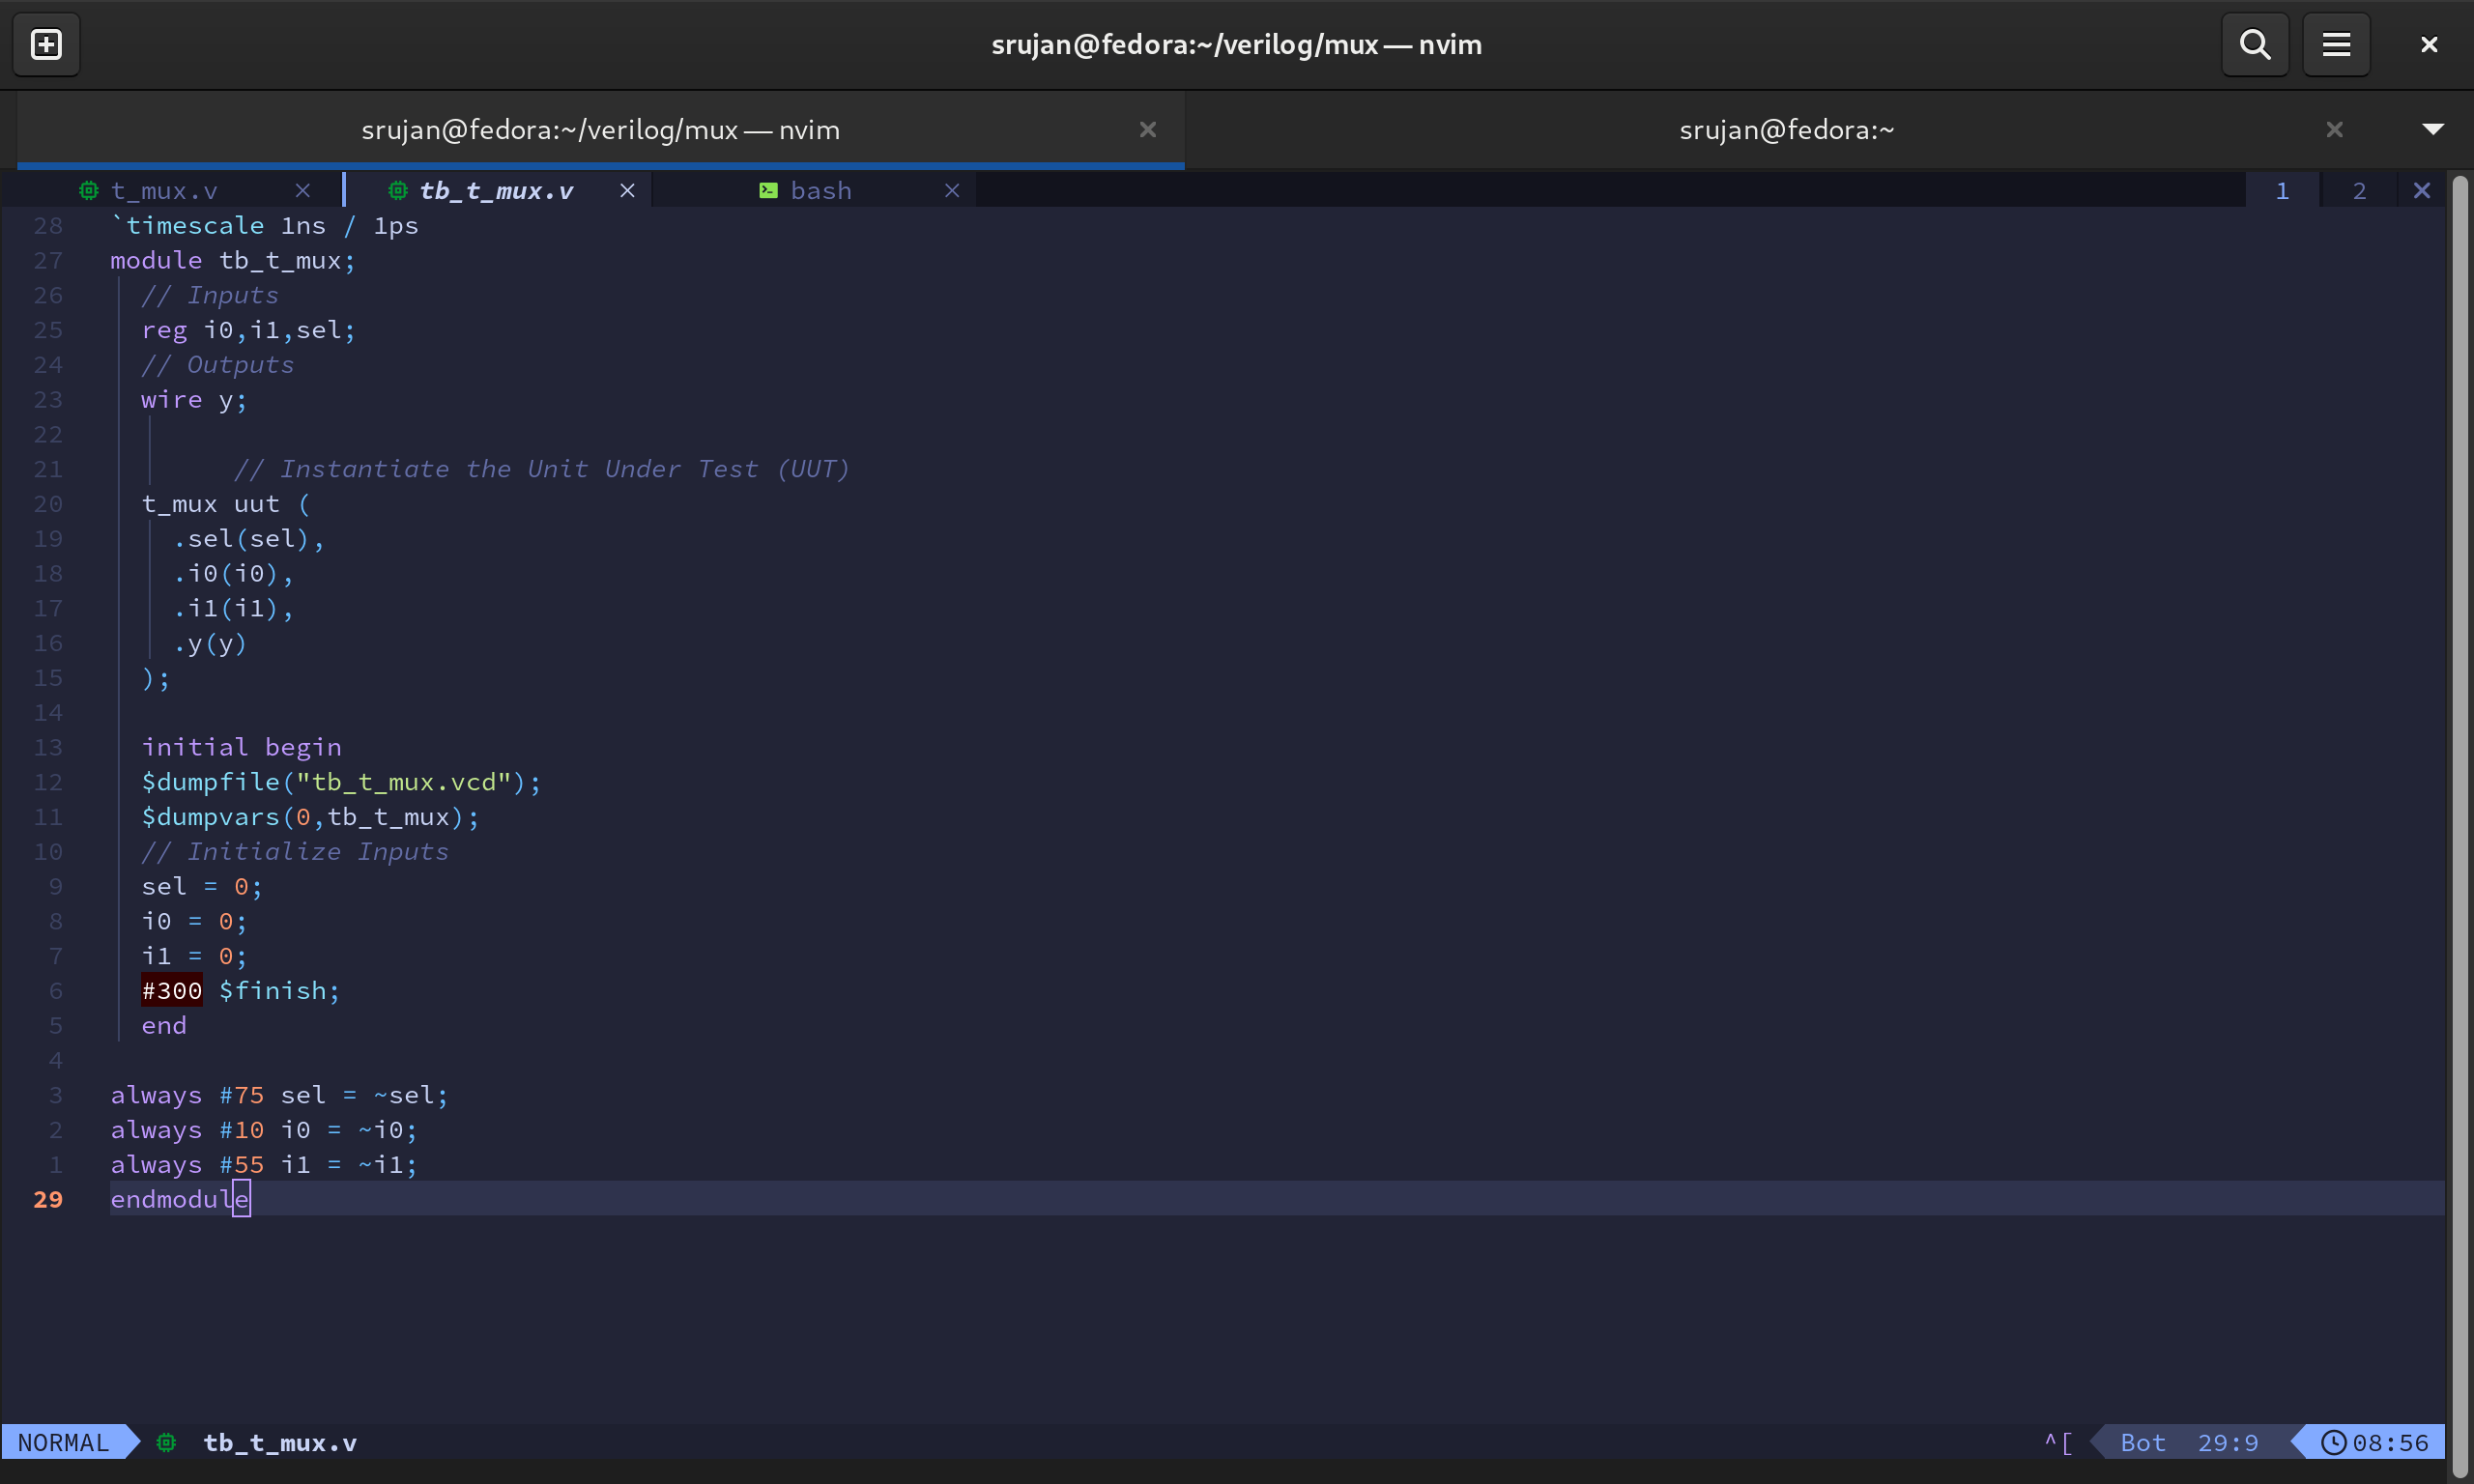 srujan@fedora:~/verilog/mux — nvim
srujan@fedora:~/verilog/mux — nvim srujan@fedora:~
t_mux.v tb_t_mux.v bash 1 2
28 `timescale 1ns / 1ps
27 module tb_t_mux;
26 // Inputs
25 reg i0,i1,sel;
24 // Outputs
23 wire y;
22
21 // Instantiate the Unit Under Test (UUT)
20 t_mux uut (
19 .sel(sel),
18 .i0(i0),
17 .i1(i1),
16 .y(y)
15 );
14
13 initial begin
12 $dumpfile("tb_t_mux.vcd");
11 $dumpvars(0,tb_t_mux);
10 // Initialize Inputs
9 sel = 0;
8 i0 = 0;
7 i1 = 0;
6 #300 $finish;
5 end
4
3 always #75 sel = ~sel;
2 always #10 i0 = ~i0;
1 always #55 i1 = ~i1;
29 endmodule
NORMAL tb_t_mux.v ^[ Bot 29:9 08:56